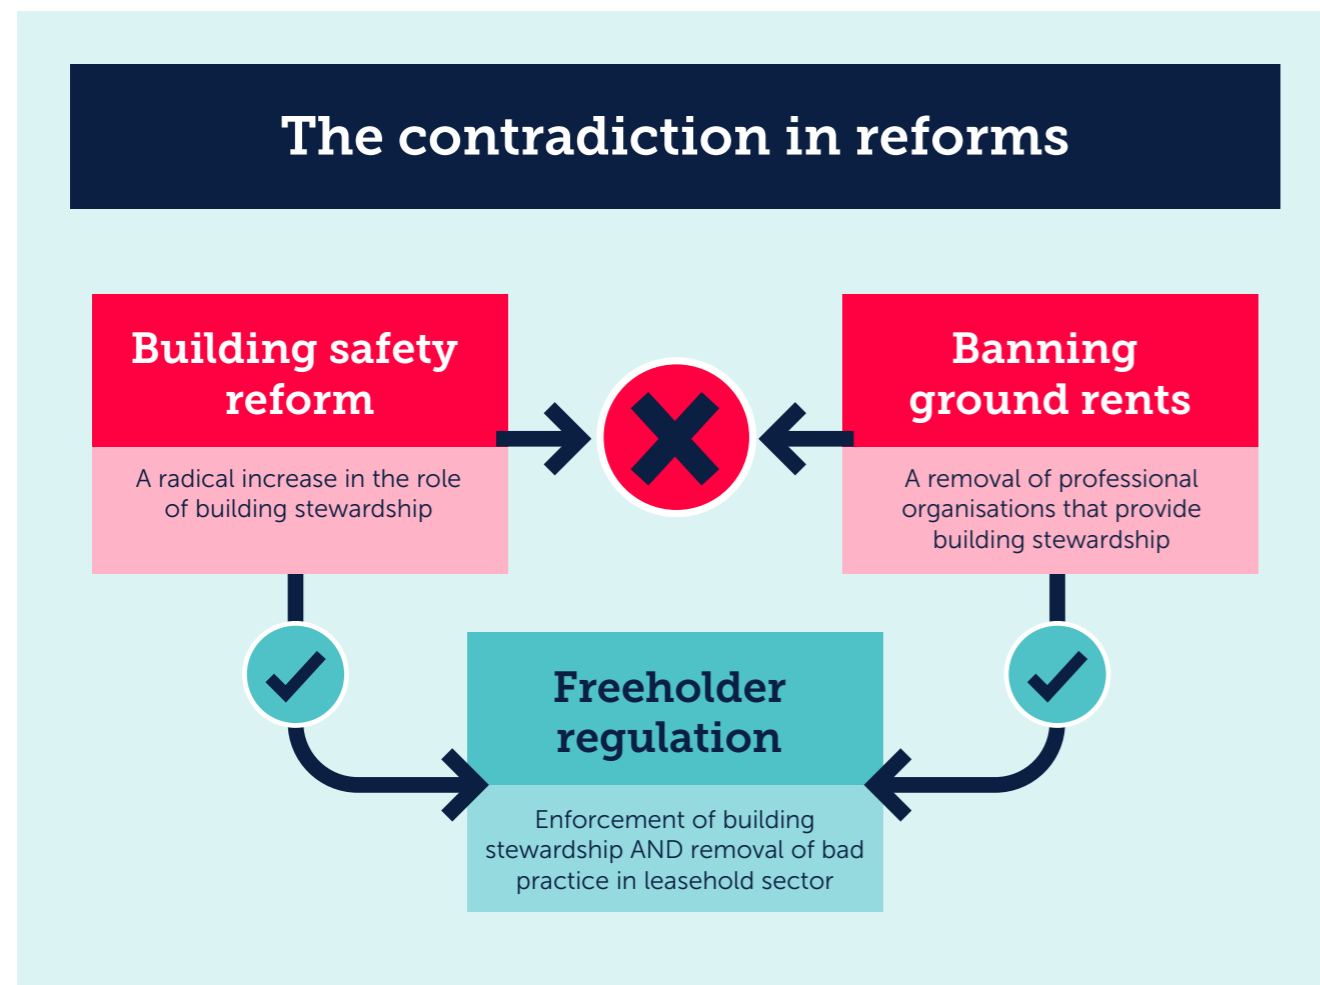 The contradiction in reforms
Building safety
reform
A radical increase in the role
of building stewardship
Banning
ground rents
A removal of professional
organisations that provide
building stewardship
Freeholder
regulation
Enforcement of building
stewardship AND removal of bad
practice in leasehold sector